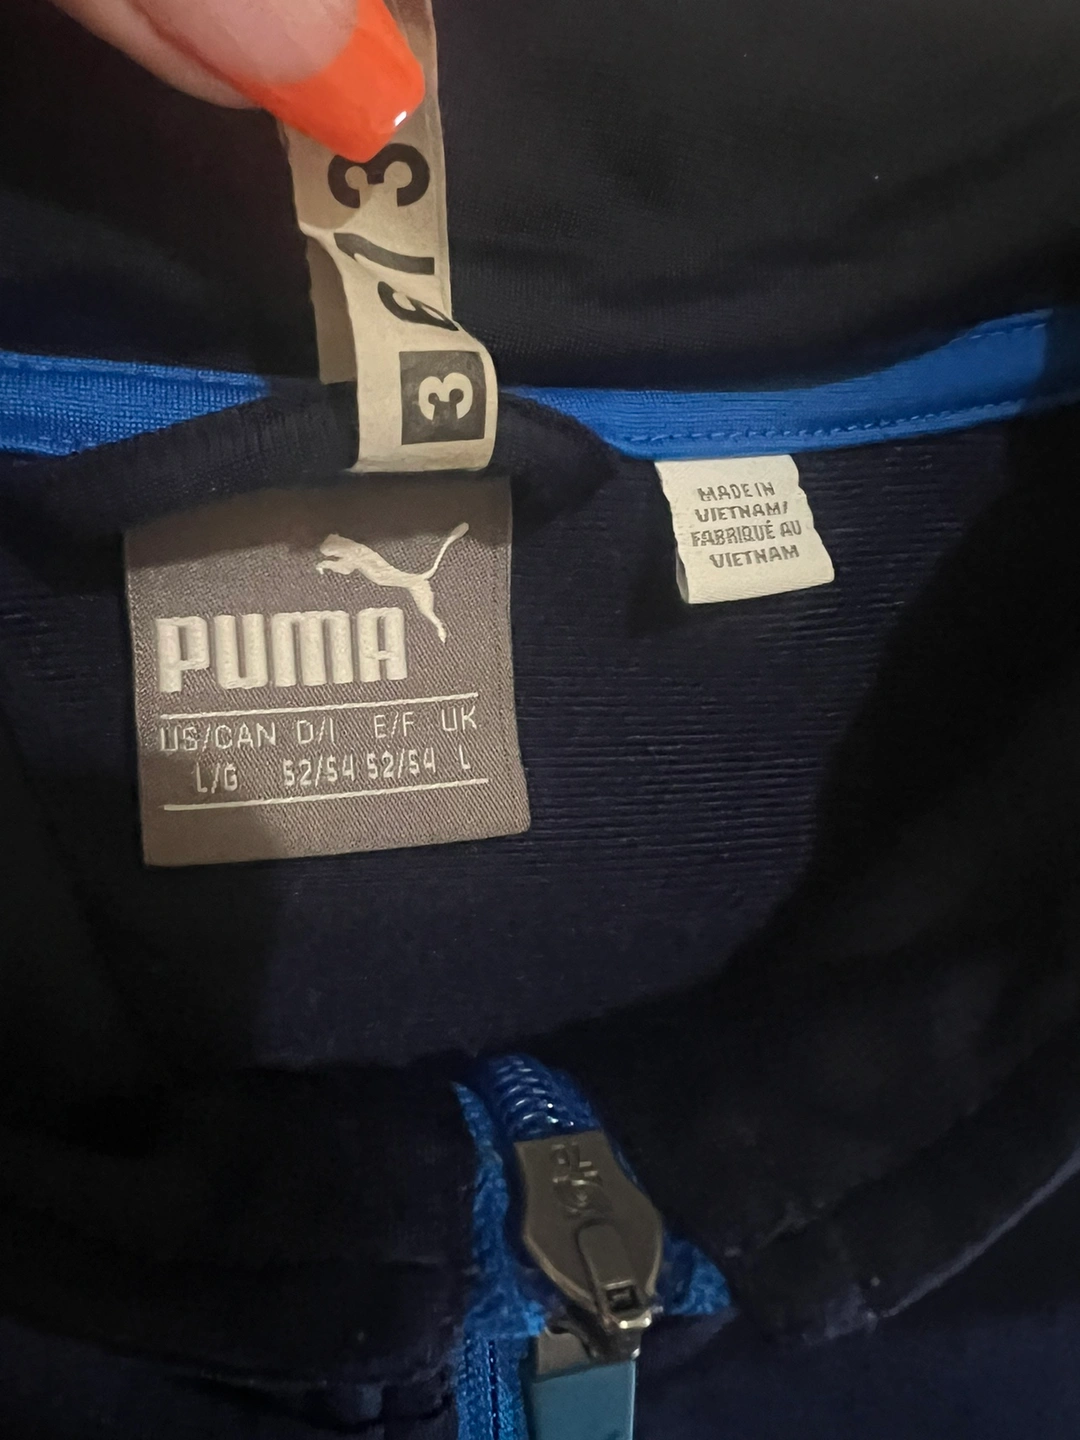 3
3
PUMA
US/CAN D/I E/F UK
L/G 52/54 52/54 L
MADE IN
VIETNAM/
FABRIQUÉ AU
VIETNAM